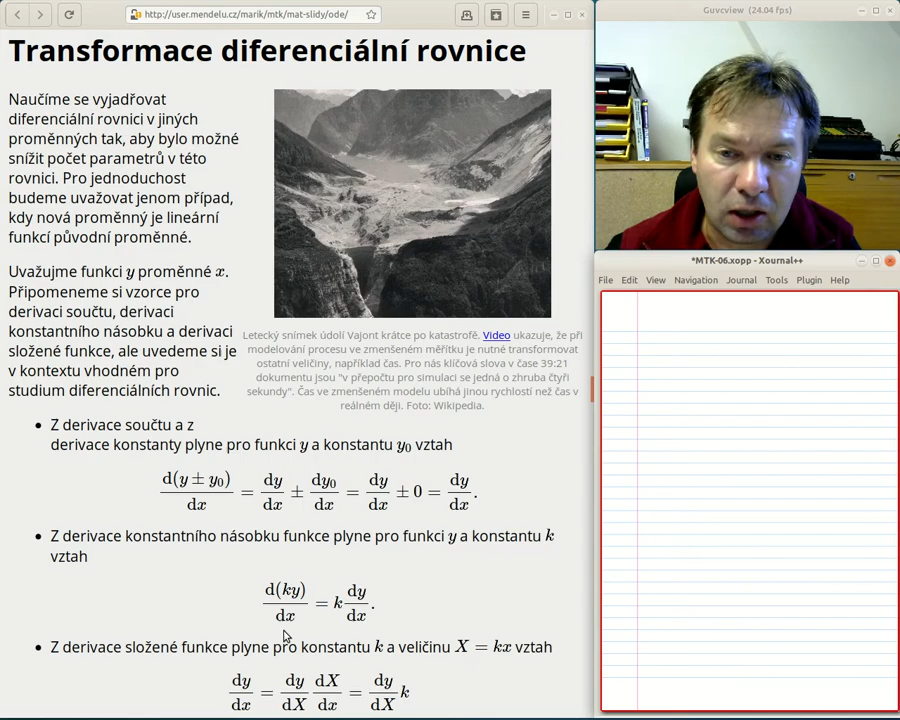 http://user.mendelu.cz/marik/mtk/mat-slidy/ode/
Guvcview (24.04 fps)
Transformace diferenciální rovnice
Naučíme se vyjadřovat
diferenciální rovnici v jiných
proměnných tak, aby bylo možné
snížit počet parametrů v této
rovnici. Pro jednoduchost
budeme uvažovat jenom případ,
kdy nová proměnný je lineární
funkcí původní proměnné.
Uvažujme funkci y proměnné x.
Připomeneme si vzorce pro
derivaci součtu, derivaci
konstantního násobku a derivaci
složené funkce, ale uvedeme si je
v kontextu vhodném pro
studium diferenciálních rovnic.
Letecký snímek údolí Vajont krátce po katastrofě. Video ukazuje, že při
modelování procesu ve zmenšeném měřítku je nutné transformovat
ostatní veličiny, například čas. Pro nás klíčová slova v čase 39:21
dokumentu jsou "v přepočtu pro simulaci se jedná o zhruba čtyři
sekundy". Čas ve zmenšeném modelu ubíhá jinou rychlostí než čas v
reálném ději. Foto: Wikipedia.
• Z derivace součtu a z
derivace konstanty plyne pro funkci y a konstantu y₀ vztah
d(y ± y₀)/dx = dy/dx ± dy₀/dx = dy/dx ± 0 = dy/dx.
• Z derivace konstantního násobku funkce plyne pro funkci y a konstantu k
vztah
d(ky)/dx = k dy/dx.
• Z derivace složené funkce plyne pro konstantu k a veličinu X = kx vztah
dy/dx = dy/dX dX/dx = dy/dX k
*MTK-06.xopp - Xournal++
File Edit View Navigation Journal Tools Plugin Help